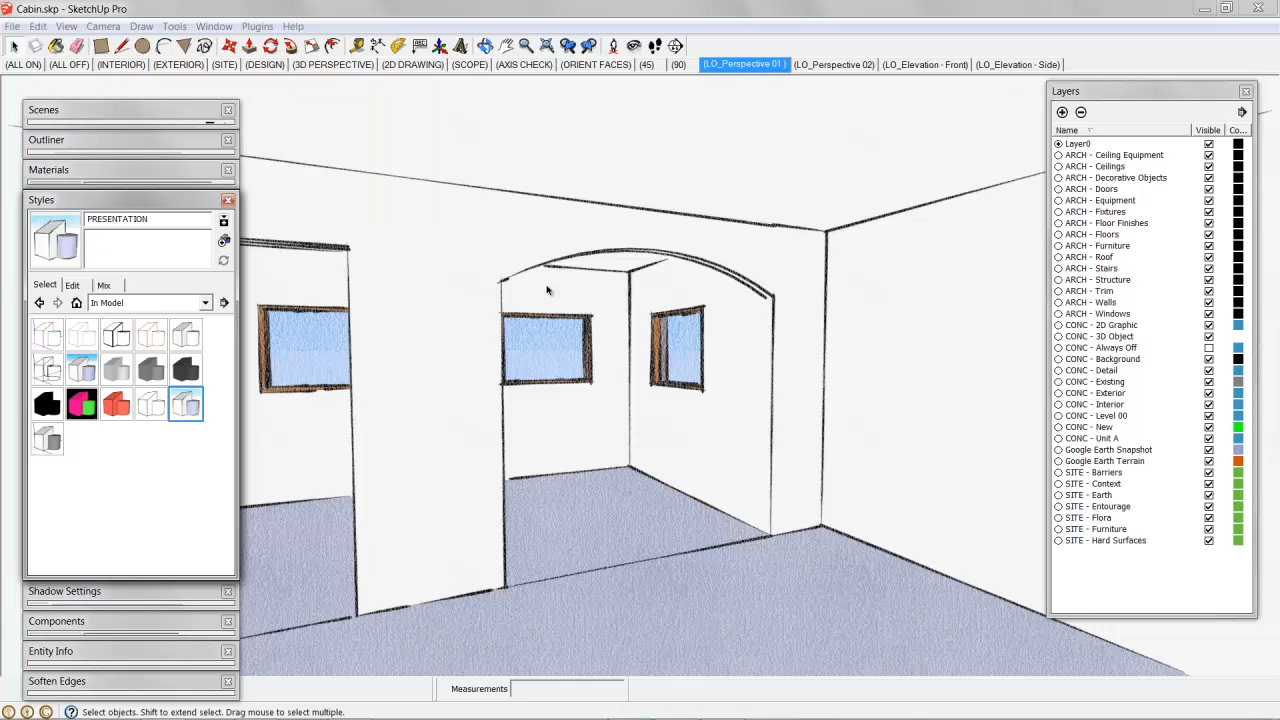 Cabin.skp - SketchUp Pro
File Edit View Camera Draw Tools Window Plugins Help
(ALL ON) (ALL OFF) (INTERIOR) (EXTERIOR) (SITE) (DESIGN) (3D PERSPECTIVE) (2D DRAWING) (SCOPE) (AXIS CHECK) (ORIENT FACES) (45) (90) (LO_Perspective 01 ) (LO_Perspective 02) (LO_Elevation - Front) (LO_Elevation - Side)
Scenes
Outliner
Materials
Styles
PRESENTATION
Select Edit Mix
In Model
Shadow Settings
Components
Entity Info
Soften Edges
Layers
Name Visible Co...
Layer0
ARCH - Ceiling Equipment
ARCH - Ceilings
ARCH - Decorative Objects
ARCH - Doors
ARCH - Equipment
ARCH - Fixtures
ARCH - Floor Finishes
ARCH - Floors
ARCH - Furniture
ARCH - Roof
ARCH - Stairs
ARCH - Structure
ARCH - Trim
ARCH - Walls
ARCH - Windows
CONC - 2D Graphic
CONC - 3D Object
CONC - Always Off
CONC - Background
CONC - Detail
CONC - Existing
CONC - Exterior
CONC - Interior
CONC - Level 00
CONC - New
CONC - Unit A
Google Earth Snapshot
Google Earth Terrain
SITE - Barriers
SITE - Context
SITE - Earth
SITE - Entourage
SITE - Flora
SITE - Furniture
SITE - Hard Surfaces
Measurements
Select objects. Shift to extend select. Drag mouse to select multiple.